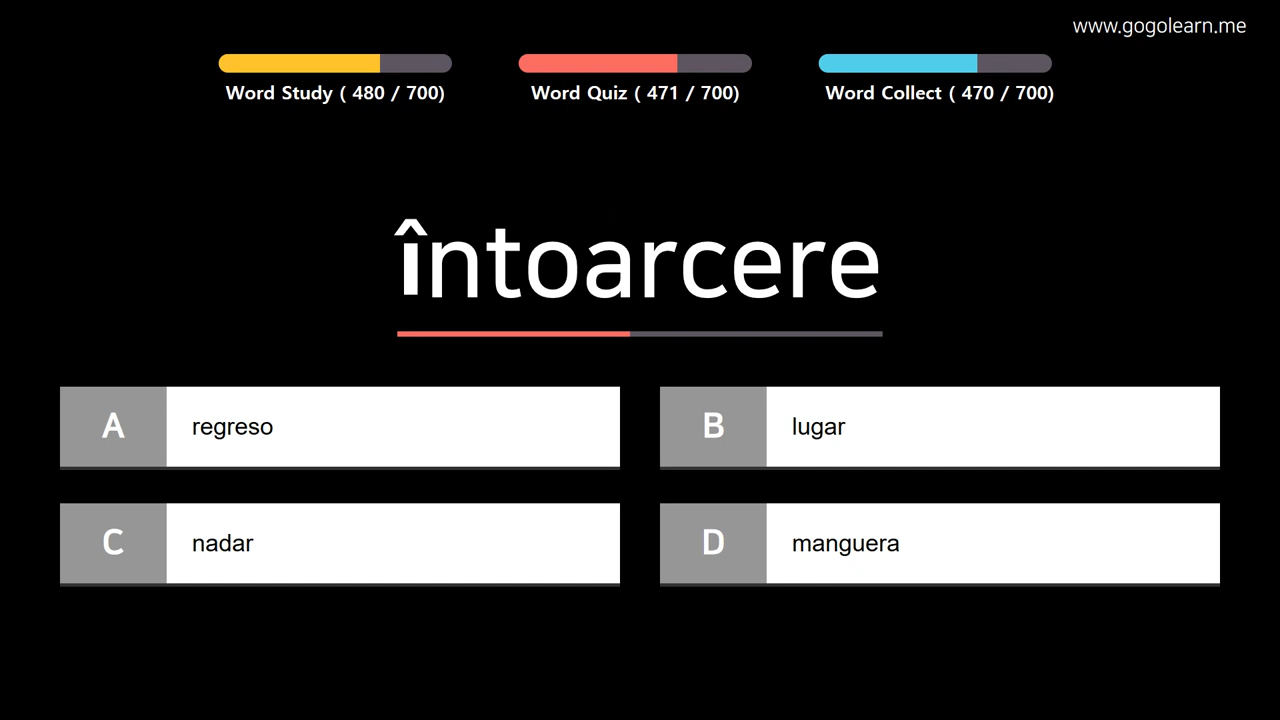 www.gogolearn.me
Word Study ( 480 / 700)
Word Quiz ( 471 / 700)
Word Collect ( 470 / 700)
întoarcere
A regreso
B lugar
C nadar
D manguera